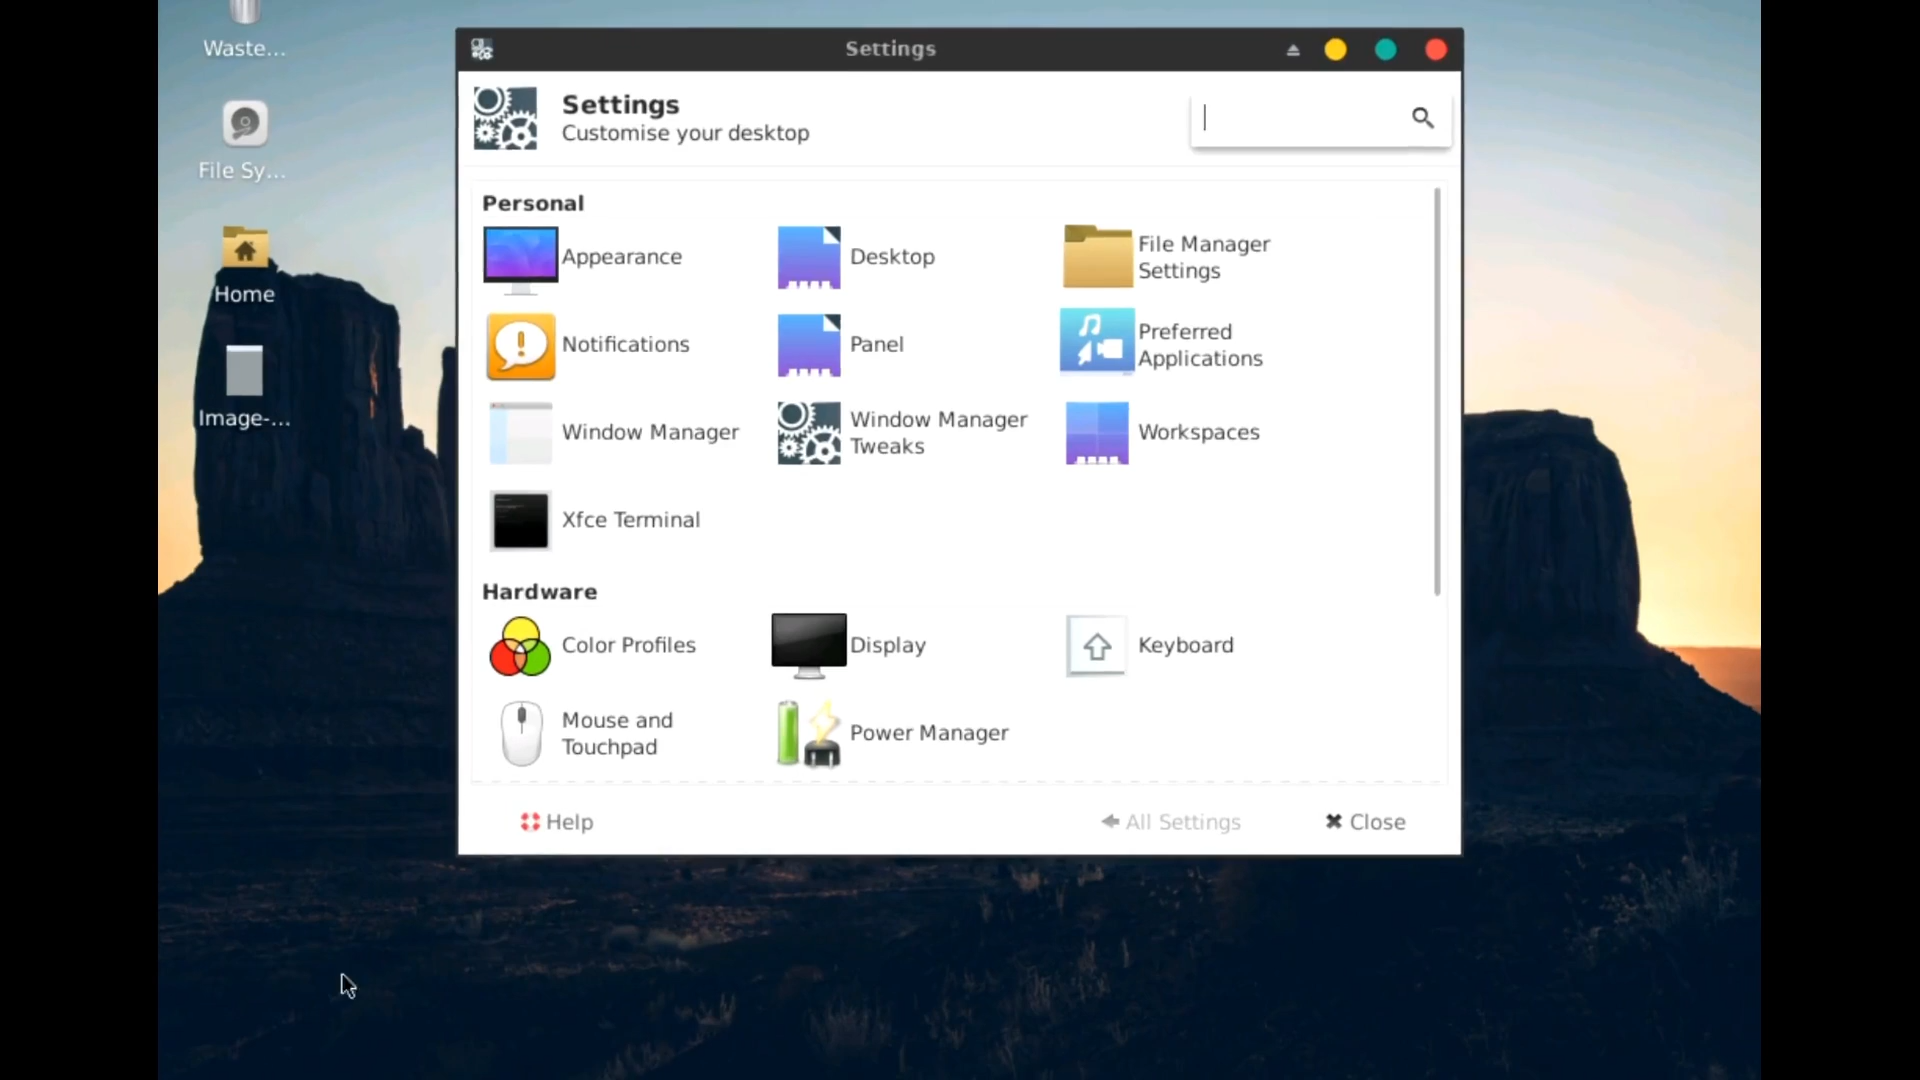 Waste...
File Sy...
Home
Image-...
Settings
Settings
Customise your desktop
Personal
Appearance
Desktop
File Manager
Settings
Notifications
Panel
Preferred
Applications
Window Manager
Window Manager
Tweaks
Workspaces
Xfce Terminal
Hardware
Color Profiles
Display
Keyboard
Mouse and
Touchpad
Power Manager
Help
All Settings
Close